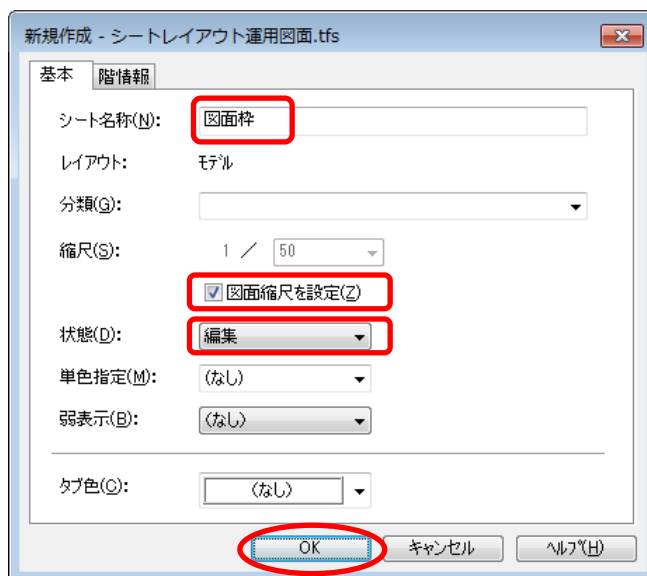 新規作成 - シートレイアウト運用図面.tfs
基本 階情報
シート名称(N): 図面枠
レイアウト: モデル
分類(G):
縮尺(S): 1 ／ 50
図面縮尺を設定(Z)
状態(D): 編集
単色指定(M): (なし)
弱表示(B): (なし)
タブ色(C): (なし)
OK キャンセル ヘルプ(H)